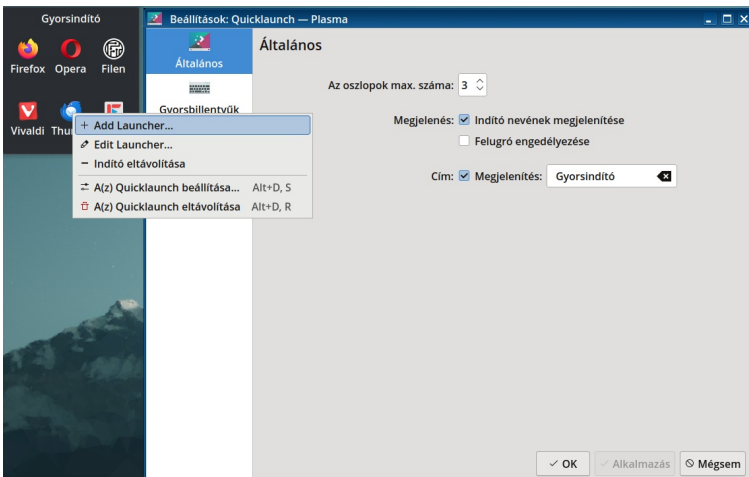 Gyorsindító
Firefox Opera Filen
Vivaldi Thu
+ Add Launcher...
Edit Launcher...
− Indító eltávolítása
A(z) Quicklaunch beállítása... Alt+D, S
A(z) Quicklaunch eltávolítása Alt+D, R
Beállítások: Quicklaunch — Plasma
Általános
Gyorsbillentyűk
Általános
Az oszlopok max. száma: 3
Megjelenés: Indító nevének megjelenítése
Felugró engedélyezése
Cím: Megjelenítés: Gyorsindító
OK Alkalmazás Mégsem